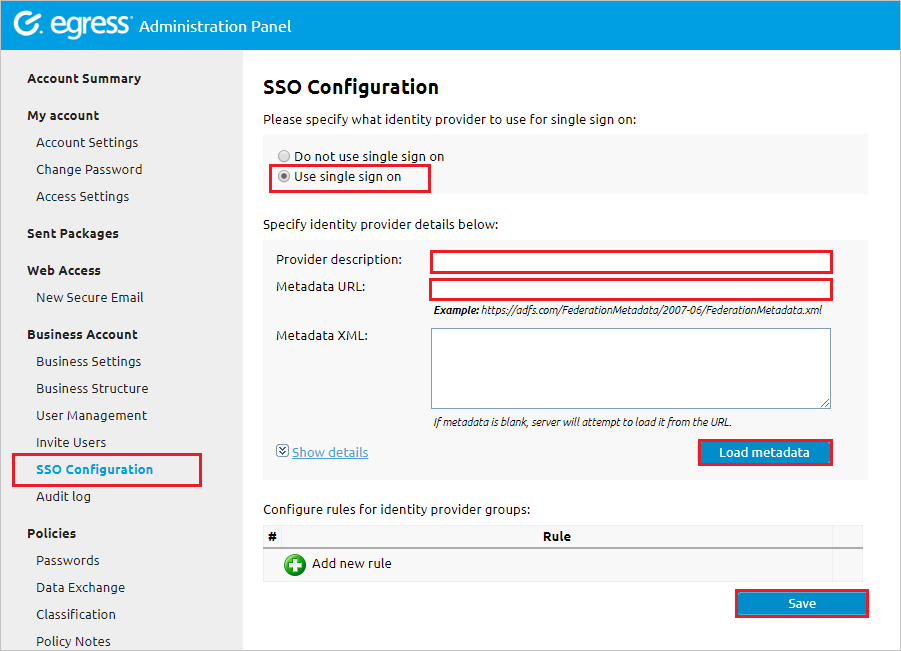 egress Administration Panel
Account Summary
My account
Account Settings
Change Password
Access Settings
Sent Packages
Web Access
New Secure Email
Business Account
Business Settings
Business Structure
User Management
Invite Users
SSO Configuration
Audit log
Policies
Passwords
Data Exchange
Classification
Policy Notes
SSO Configuration
Please specify what identity provider to use for single sign on:
Do not use single sign on
Use single sign on
Specify identity provider details below:
Provider description:
Metadata URL:
Example: https://adfs.com/FederationMetadata/2007-06/FederationMetadata.xml
Metadata XML:
If metadata is blank, server will attempt to load it from the URL.
Show details
Load metadata
Configure rules for identity provider groups:
# Rule
Add new rule
Save